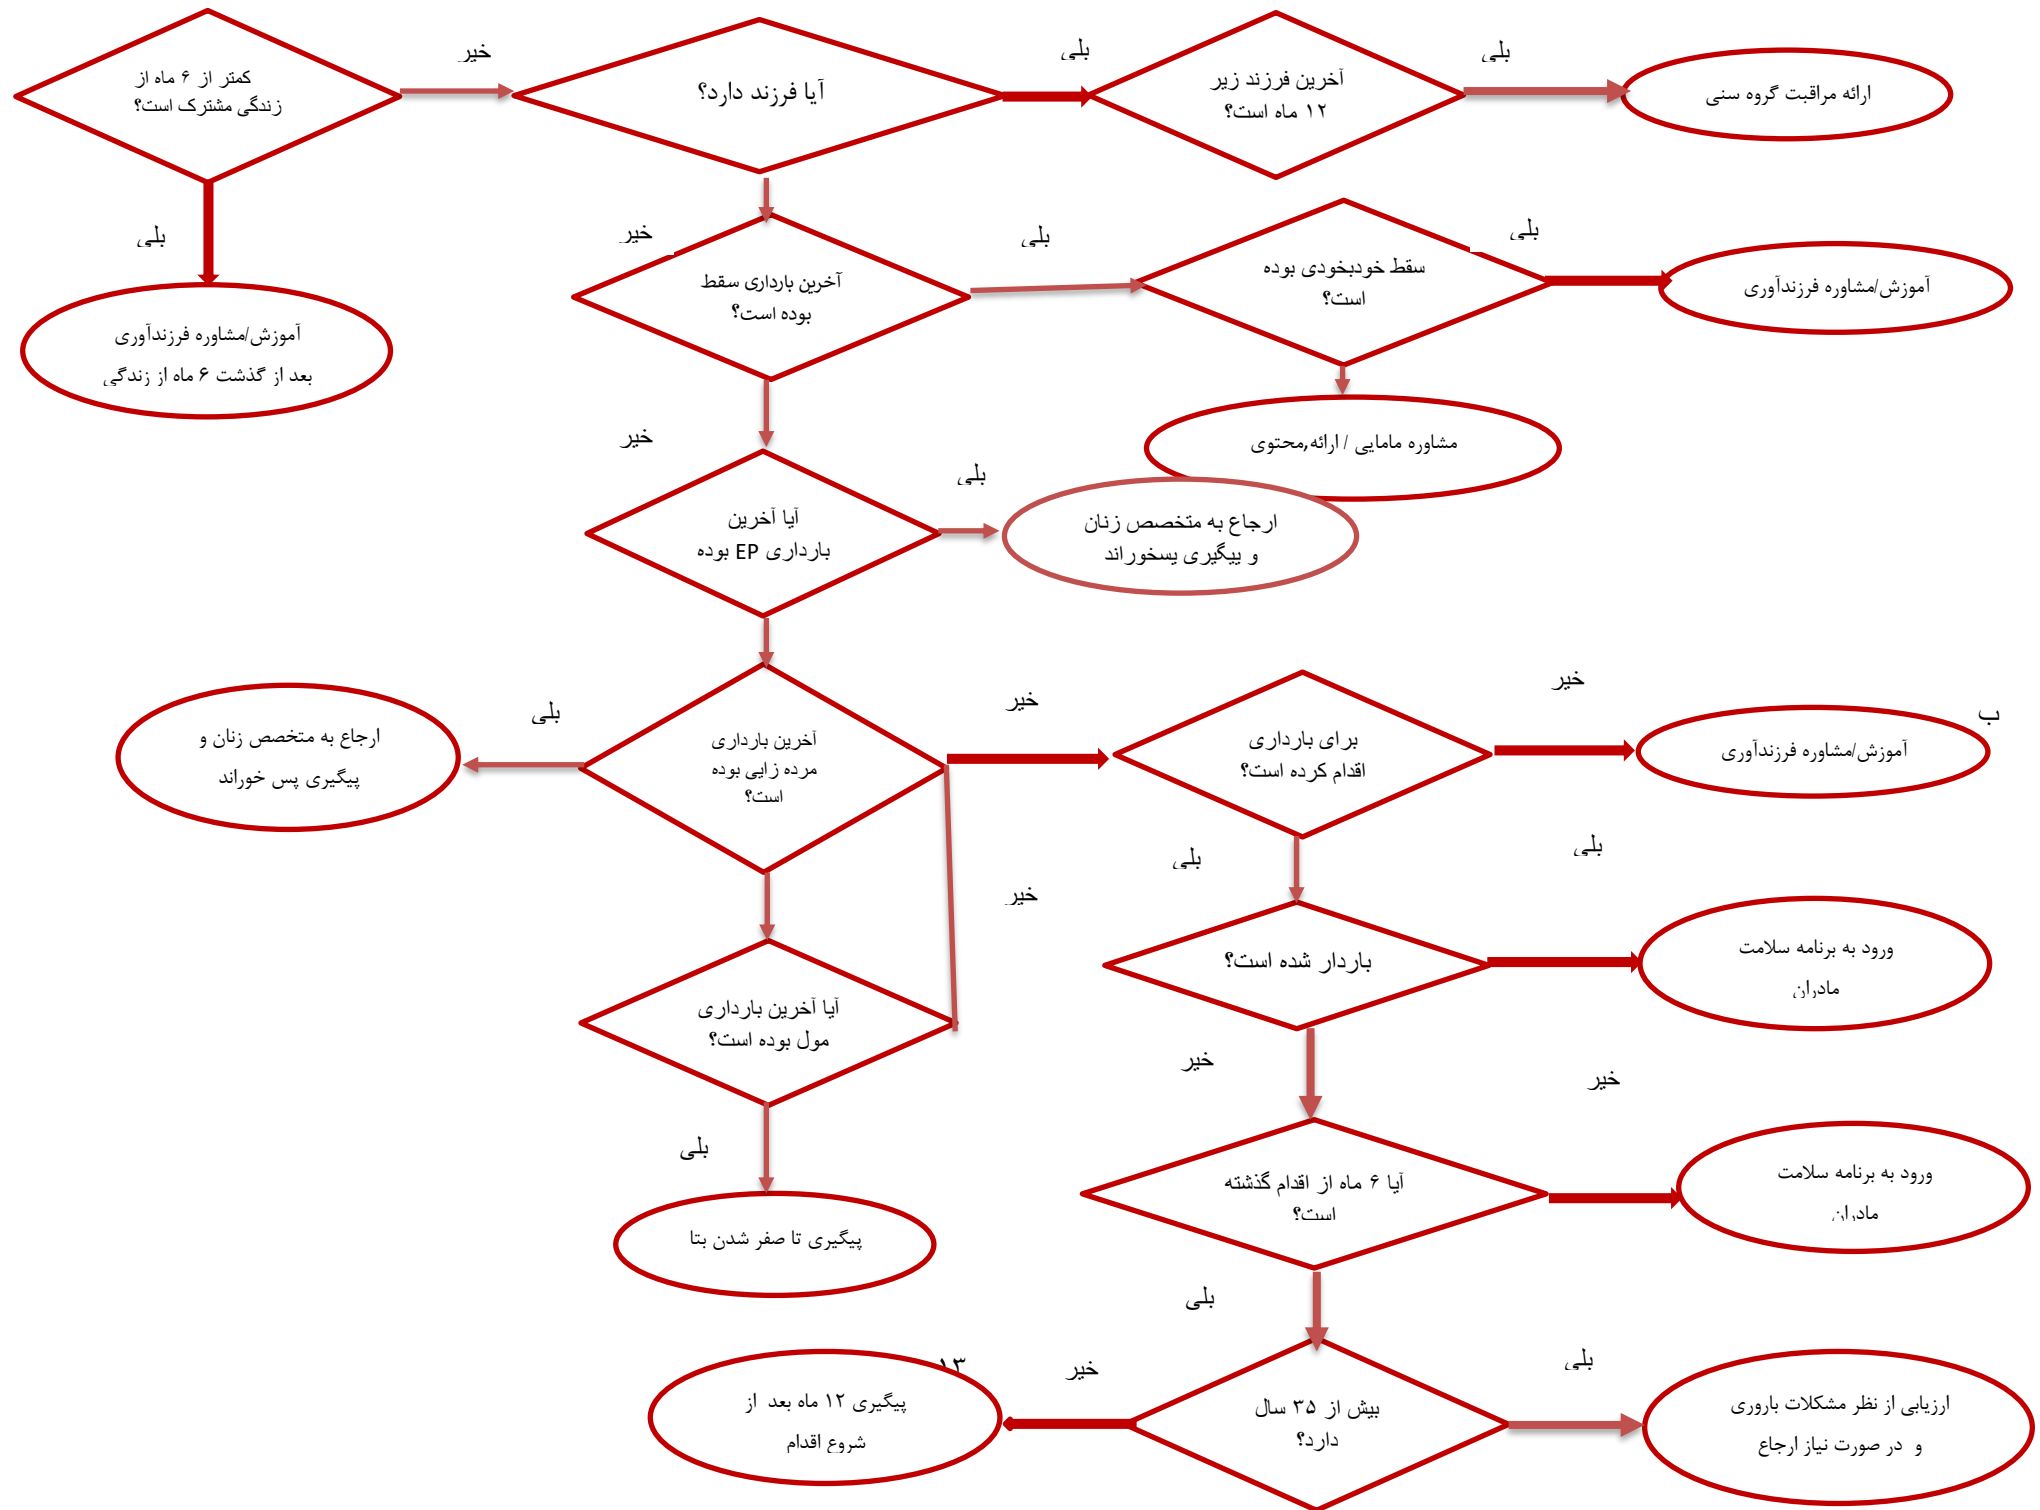 کمتر از ۶ ماه از
زندگی مشترک است؟
خیر
آیا فرزند دارد؟
بلی
آخرین فرزند زیر
۱۲ ماه است؟
بلی
ارائه مراقبت گروه سنی
بلی
آموزش/مشاوره فرزندآوری
بعد از گذشت ۶ ماه از زندگی
خیر
آخرین بارداری سقط
بوده است؟
بلی
سقط خودبخودی بوده
است؟
بلی
آموزش/مشاوره فرزندآوری
مشاوره مامایی / ارائه,محتوی
خیر
آیا آخرین
بارداری EP بوده
بلی
ارجاع به متخصص زنان
و پیگیری پسخوراند
ارجاع به متخصص زنان و
پیگیری پس خوراند
بلی
آخرین بارداری
مرده زایی بوده
است؟
خیر
برای بارداری
اقدام کرده است؟
خیر
ب
آموزش/مشاوره فرزندآوری
خیر
بلی
بلی
آیا آخرین بارداری
مول بوده است؟
باردار شده است؟
ورود به برنامه سلامت
مادران
بلی
خیر
خیر
پیگیری تا صفر شدن بتا
آیا ۶ ماه از اقدام گذشته
است؟
ورود به برنامه سلامت
مادران
بلی
۱۳
پیگیری ۱۲ ماه بعد از
شروع اقدام
خیر
بیش از ۳۵ سال
دارد؟
بلی
ارزیابی از نظر مشکلات باروری
و در صورت نیاز ارجاع